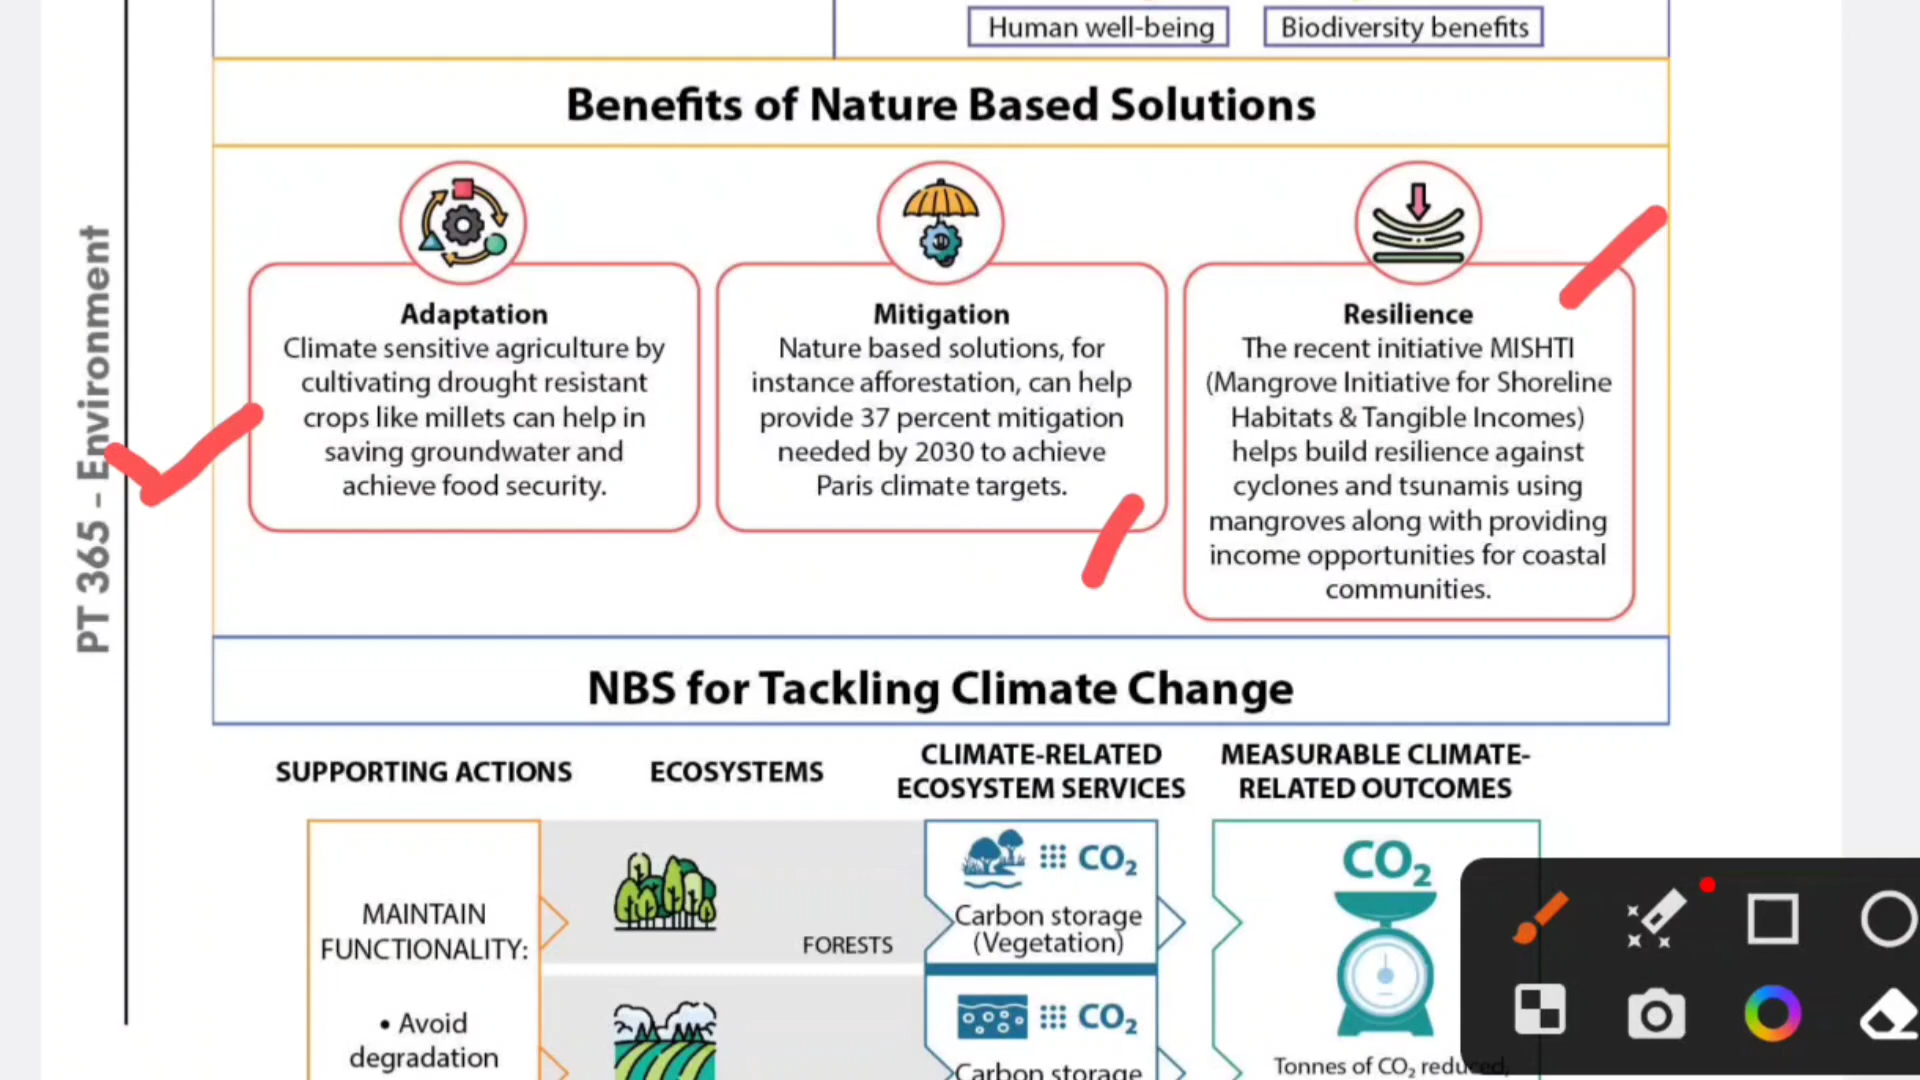 Human well-being
Biodiversity benefits
Benefits of Nature Based Solutions
Adaptation
Climate sensitive agriculture by
cultivating drought resistant
crops like millets can help in
saving groundwater and
achieve food security.
Mitigation
Nature based solutions, for
instance afforestation, can help
provide 37 percent mitigation
needed by 2030 to achieve
Paris climate targets.
Resilience
The recent initiative MISHTI
(Mangrove Initiative for Shoreline
Habitats & Tangible Incomes)
helps build resilience against
cyclones and tsunamis using
mangroves along with providing
income opportunities for coastal
communities.
PT 365 - Environment
NBS for Tackling Climate Change
SUPPORTING ACTIONS
ECOSYSTEMS
CLIMATE-RELATED
ECOSYSTEM SERVICES
MEASURABLE CLIMATE-
RELATED OUTCOMES
MAINTAIN
FUNCTIONALITY:
• Avoid
degradation
FORESTS
CO₂
Carbon storage
(Vegetation)
CO₂
Carbon storage
CO₂
Tonnes of CO₂ reduced,